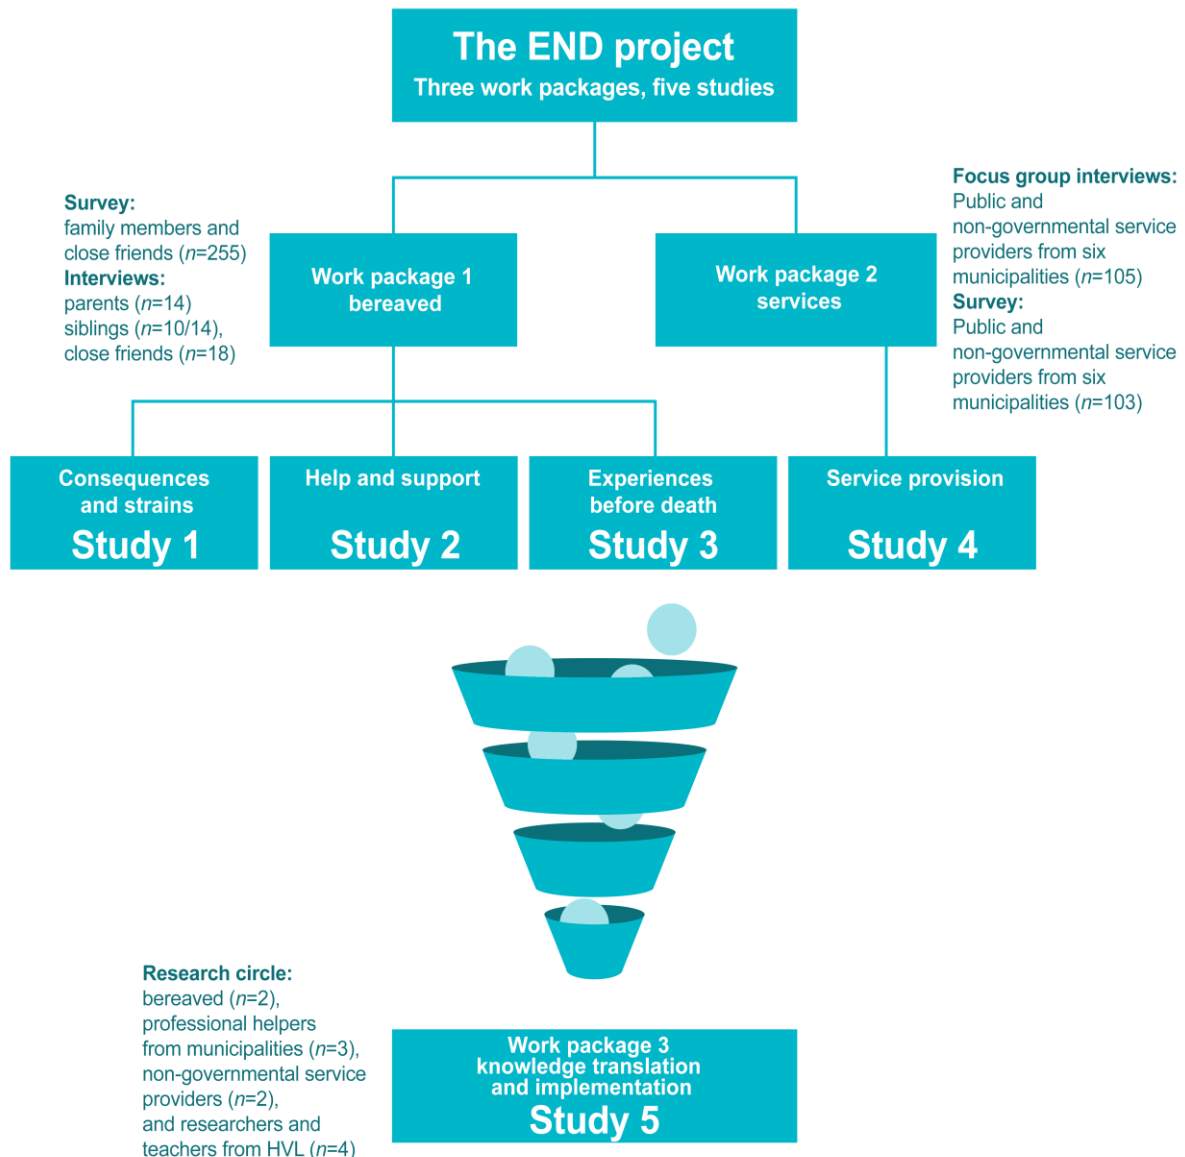 The END project
Three work packages, five studies
Survey:
family members and
close friends (n=255)
Interviews:
parents (n=14)
siblings (n=10/14),
close friends (n=18)
Work package 1
bereaved
Work package 2
services
Focus group interviews:
Public and
non-governmental service
providers from six
municipalities (n=105)
Survey:
Public and
non-governmental service
providers from six
municipalities (n=103)
Consequences
and strains
Study 1
Help and support
Study 2
Experiences
before death
Study 3
Service provision
Study 4
Research circle:
bereaved (n=2),
professional helpers
from municipalities (n=3),
non-governmental service
providers (n=2),
and researchers and
teachers from HVL (n=4)
Work package 3
knowledge translation
and implementation
Study 5